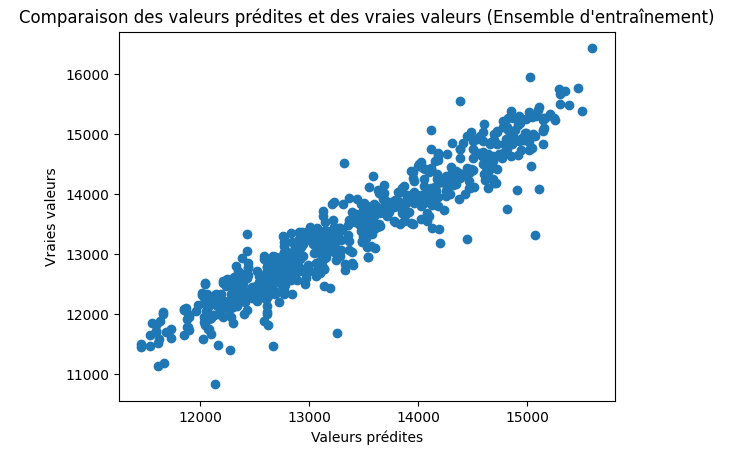 Comparaison des valeurs prédites et des vraies valeurs (Ensemble d'entraînement)
16000
15000
14000
13000
12000
11000
Vraies valeurs
12000 13000 14000 15000
Valeurs prédites